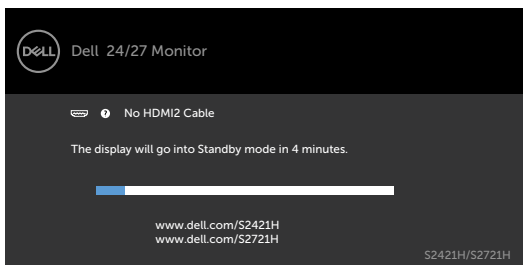 DELL
Dell 24/27 Monitor
? No HDMI2 Cable
The display will go into Standby mode in 4 minutes.
www.dell.com/S2421H
www.dell.com/S2721H
S2421H/S2721H